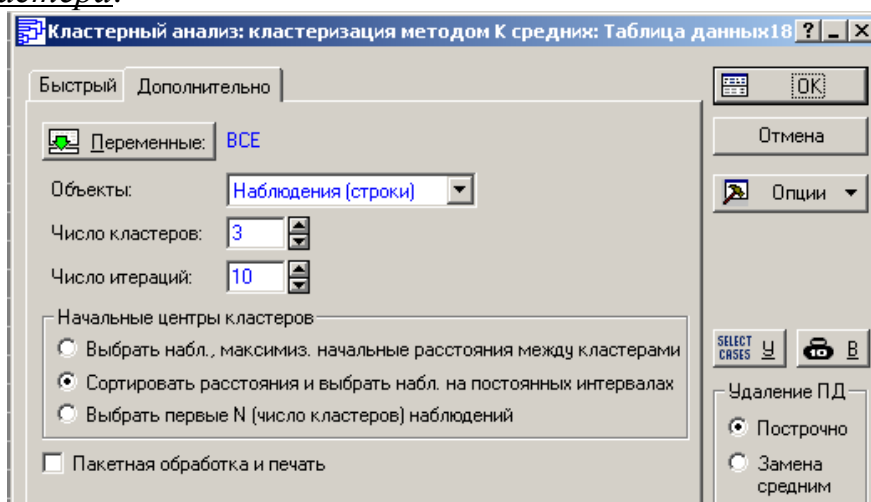 Кластерный анализ: кластеризация методом К средних: Таблица данных18
Быстрый Дополнительно
OK
Переменные: ВСЕ
Отмена
Объекты: Наблюдения (строки)
Опции
Число кластеров: 3
Число итераций: 10
Начальные центры кластеров
Выбрать набл., максимиз. начальные расстояния между кластерами
SELECT CASES У В
Сортировать расстояния и выбрать набл. на постоянных интервалах
Удаление ПД
Выбрать первые N (число кластеров) наблюдений
Построчно
Пакетная обработка и печать
Замена
средним